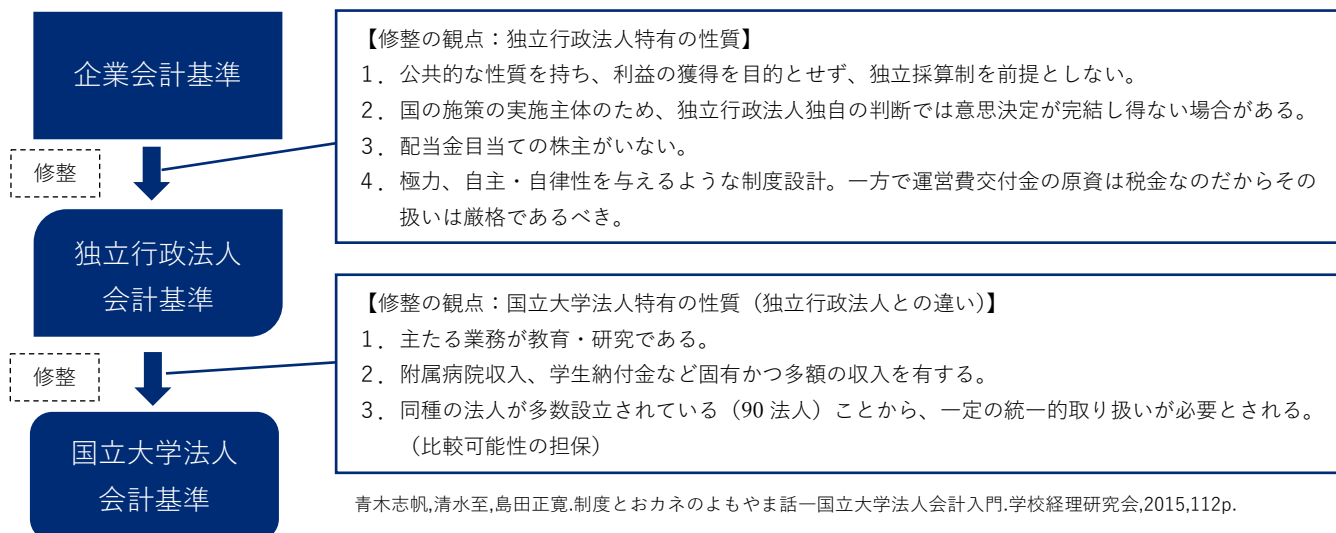 企業会計基準
修整
独立行政法人
会計基準
修整
国立大学法人
会計基準
【修整の観点：独立行政法人特有の性質】
１．公共的な性質を持ち、利益の獲得を目的とせず、独立採算制を前提としない。
２．国の施策の実施主体のため、独立行政法人独自の判断では意思決定が完結し得ない場合がある。
３．配当金目当ての株主がいない。
４．極力、自主・自律性を与えるような制度設計。一方で運営費交付金の原資は税金なのだからその
扱いは厳格であるべき。
【修整の観点：国立大学法人特有の性質（独立行政法人との違い）】
１．主たる業務が教育・研究である。
２．附属病院収入、学生納付金など固有かつ多額の収入を有する。
３．同種の法人が多数設立されている（90 法人）ことから、一定の統一的取り扱いが必要とされる。
（比較可能性の担保）
青木志帆,清水至,島田正寛.制度とおカネのよもやま話―国立大学法人会計入門.学校経理研究会,2015,112p.